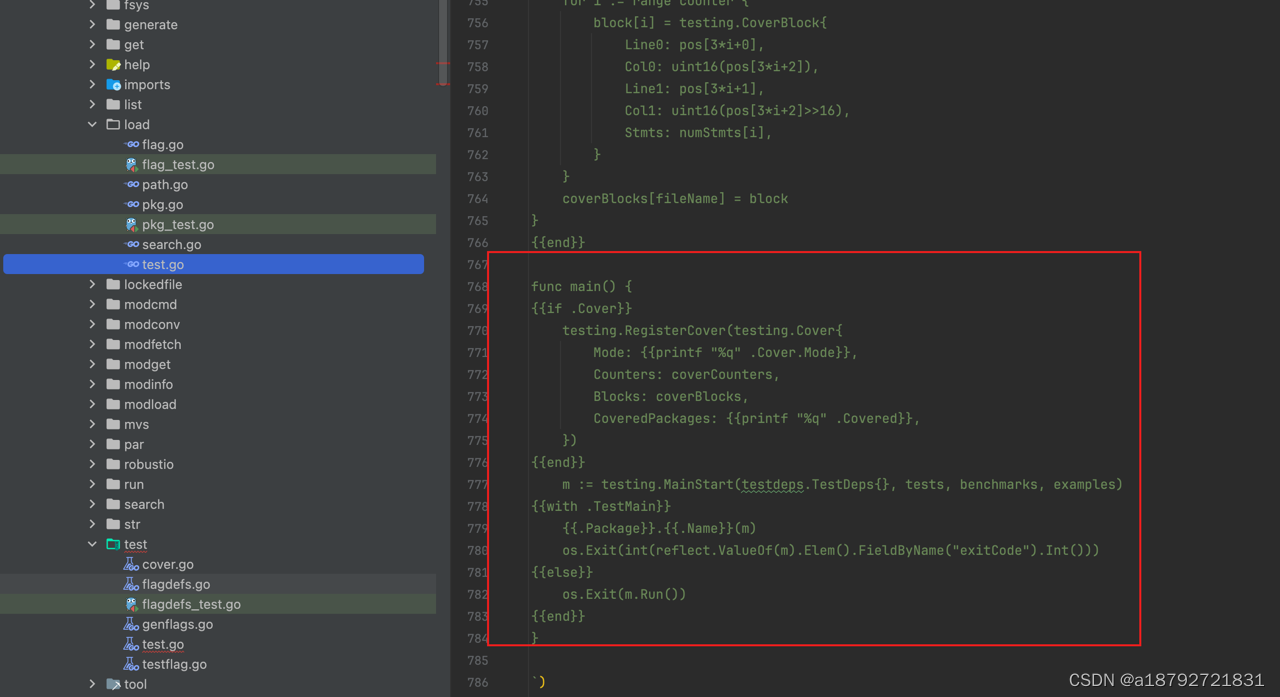 fsys
generate
get
help
imports
list
load
flag.go
flag_test.go
path.go
pkg.go
pkg_test.go
search.go
test.go
lockedfile
modcmd
modconv
modfetch
modget
modinfo
modload
mvs
par
robustio
run
search
str
test
cover.go
flagdefs.go
flagdefs_test.go
genflags.go
test.go
testflag.go
tool
755 for i := range counter {
756 block[i] = testing.CoverBlock{
757 Line0: pos[3*i+0],
758 Col0: uint16(pos[3*i+2]),
759 Line1: pos[3*i+1],
760 Col1: uint16(pos[3*i+2]>>16),
761 Stmts: numStmts[i],
762 }
763 }
764 coverBlocks[fileName] = block
765 }
766 {{end}}
767
768 func main() {
769 {{if .Cover}}
770 testing.RegisterCover(testing.Cover{
771 Mode: {{printf "%q" .Cover.Mode}},
772 Counters: coverCounters,
773 Blocks: coverBlocks,
774 CoveredPackages: {{printf "%q" .Covered}},
775 })
776 {{end}}
777 m := testing.MainStart(testdeps.TestDeps{}, tests, benchmarks, examples)
778 {{with .TestMain}}
779 {{.Package}}.{{.Name}}(m)
780 os.Exit(int(reflect.ValueOf(m).Elem().FieldByName("exitCode").Int()))
781 {{else}}
782 os.Exit(m.Run())
783 {{end}}
784 }
785
786 `)
CSDN @a18792721831